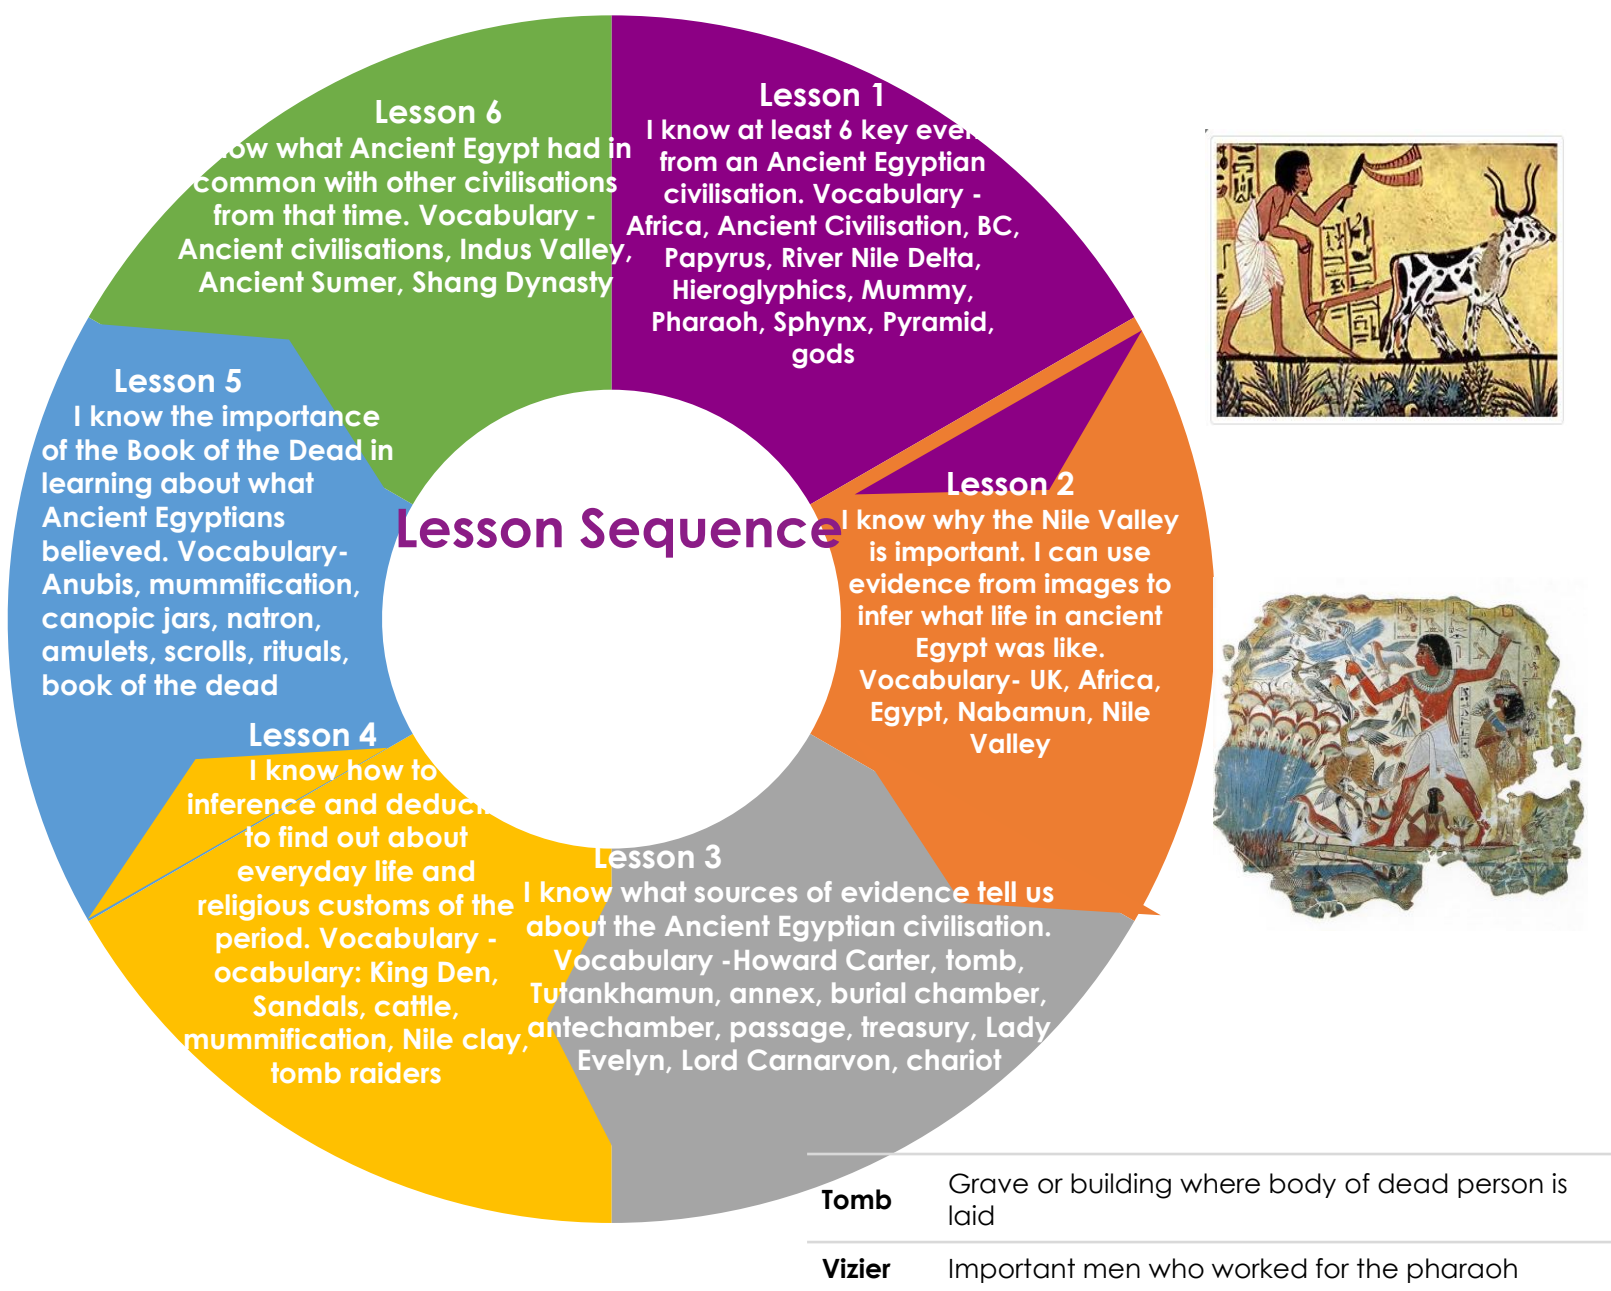 Lesson Sequence
Lesson 1
I know at least 6 key
from an Ancient Egyptian
civilisation. Vocabulary -
Africa, Ancient Civilisation, BC,
Papyrus, River Nile Delta,
Hieroglyphics, Mummy,
Pharaoh, Sphynx, Pyramid,
gods
Lesson 2
I know why the Nile Valley
is important. I can use
evidence from images to
infer what life in ancient
Egypt was like.
Vocabulary- UK, Africa,
Egypt, Nabamun, Nile
Valley
Lesson 3
I know what sources of evidence tell us
about the Ancient Egyptian civilisation.
Vocabulary -Howard Carter, tomb,
Tutankhamun, annex, burial chamber,
antechamber, passage, treasury, Lady
Evelyn, Lord Carnarvon, chariot
Lesson 4
I know how to
inference and
to find out about
everyday life and
religious customs of the
period. Vocabulary -
ocabulary: King Den,
Sandals, cattle,
mummification, Nile clay,
tomb raiders
Lesson 5
I know the importance
of the Book of the Dead in
learning about what
Ancient Egyptians
believed. Vocabulary-
Anubis, mummification,
canopic jars, natron,
amulets, scrolls, rituals,
book of the dead
Lesson 6
what Ancient Egypt had in
common with other civilisations
from that time. Vocabulary -
Ancient civilisations, Indus Valley,
Ancient Sumer, Shang Dynasty
Tomb Grave or building where body of dead person is
laid
Vizier Important men who worked for the pharaoh